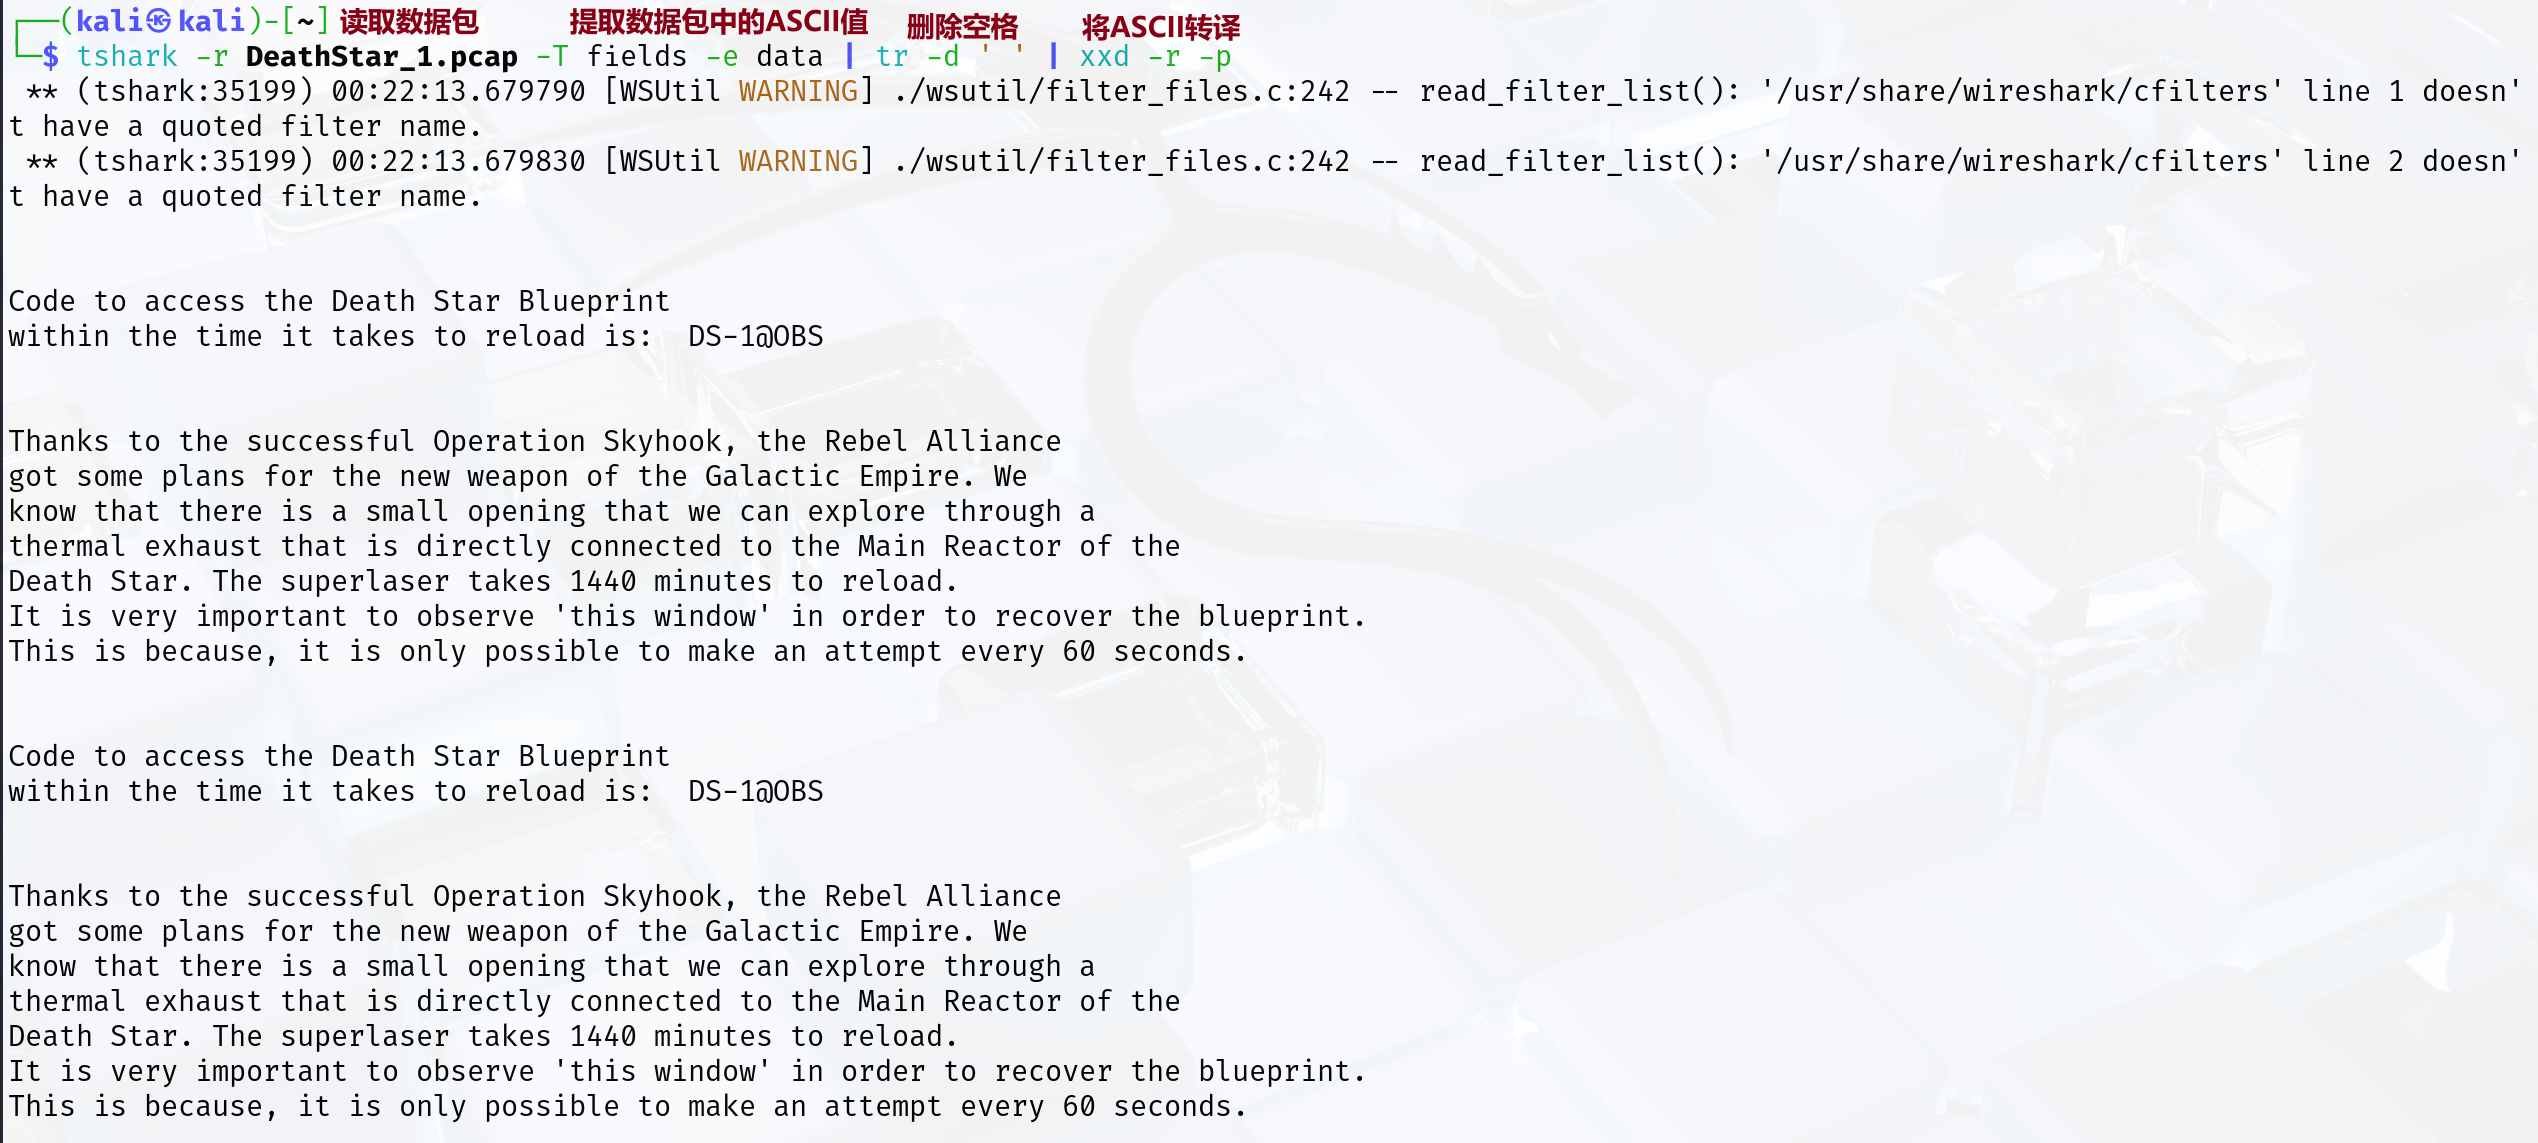 ┌──(kali㉿kali)-[~] 读取数据包 提取数据包中的ASCII值 删除空格 将ASCII转译
└─$ tshark -r DeathStar_1.pcap -T fields -e data | tr -d ' ' | xxd -r -p
 ** (tshark:35199) 00:22:13.679790 [WSUtil WARNING] ./wsutil/filter_files.c:242 -- read_filter_list(): '/usr/share/wireshark/cfilters' line 1 doesn'
t have a quoted filter name.
 ** (tshark:35199) 00:22:13.679830 [WSUtil WARNING] ./wsutil/filter_files.c:242 -- read_filter_list(): '/usr/share/wireshark/cfilters' line 2 doesn'
t have a quoted filter name.
Code to access the Death Star Blueprint
within the time it takes to reload is:  DS-1@OBS
Thanks to the successful Operation Skyhook, the Rebel Alliance
got some plans for the new weapon of the Galactic Empire. We
know that there is a small opening that we can explore through a
thermal exhaust that is directly connected to the Main Reactor of the
Death Star. The superlaser takes 1440 minutes to reload.
It is very important to observe 'this window' in order to recover the blueprint.
This is because, it is only possible to make an attempt every 60 seconds.
Code to access the Death Star Blueprint
within the time it takes to reload is:  DS-1@OBS
Thanks to the successful Operation Skyhook, the Rebel Alliance
got some plans for the new weapon of the Galactic Empire. We
know that there is a small opening that we can explore through a
thermal exhaust that is directly connected to the Main Reactor of the
Death Star. The superlaser takes 1440 minutes to reload.
It is very important to observe 'this window' in order to recover the blueprint.
This is because, it is only possible to make an attempt every 60 seconds.